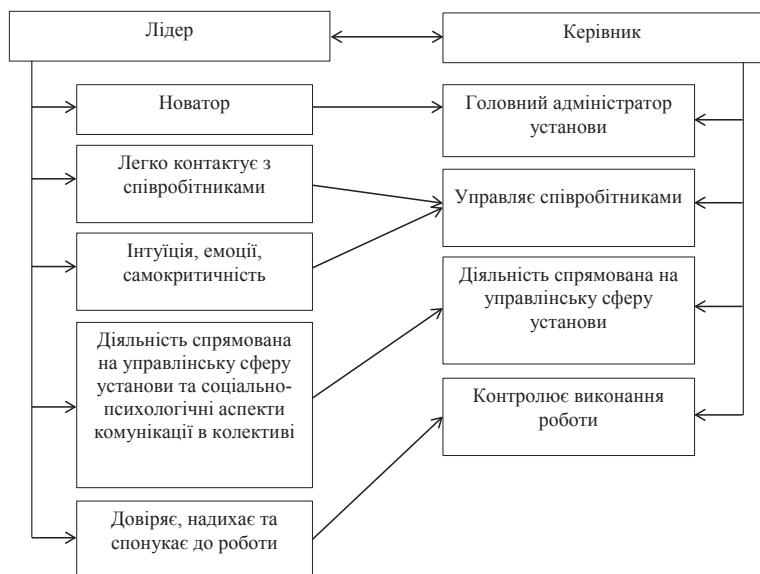 Лідер
Керівник
Новатор
Головний адміністратор
установи
Легко контактує з
співробітниками
Управляє співробітниками
Інтуїція, емоції,
самокритичність
Діяльність спрямована на
управлінську сферу
установи
Діяльність спрямована
на управлінську сферу
установи та соціально-
психологічні аспекти
комунікації в колективі
Контролює виконання
роботи
Довіряє, надихає та
спонукає до роботи